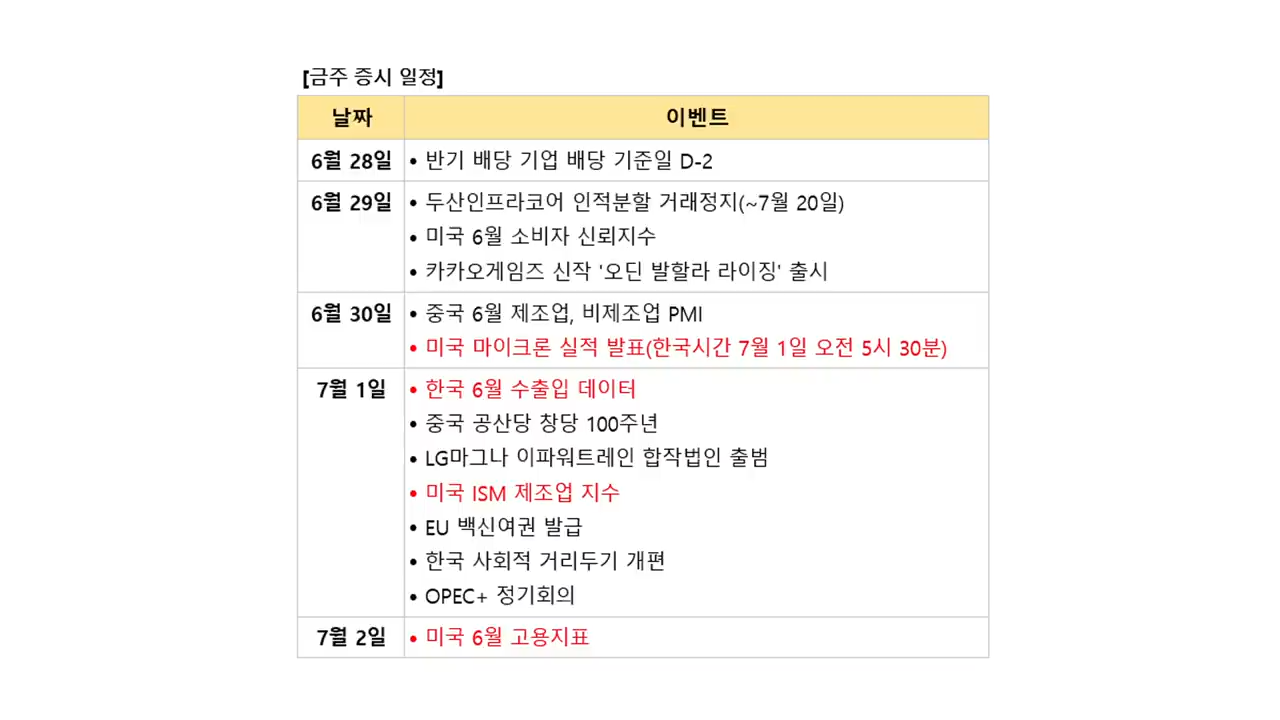 [금주 증시 일정]
날짜 이벤트
6월 28일 • 반기 배당 기업 배당 기준일 D-2
6월 29일 • 두산인프라코어 인적분할 거래정지(~7월 20일)
• 미국 6월 소비자 신뢰지수
• 카카오게임즈 신작 '오딘 발할라 라이징' 출시
6월 30일 • 중국 6월 제조업, 비제조업 PMI
• 미국 마이크론 실적 발표(한국시간 7월 1일 오전 5시 30분)
7월 1일 • 한국 6월 수출입 데이터
• 중국 공산당 창당 100주년
• LG마그나 이파워트레인 합작법인 출범
• 미국 ISM 제조업 지수
• EU 백신여권 발급
• 한국 사회적 거리두기 개편
• OPEC+ 정기회의
7월 2일 • 미국 6월 고용지표